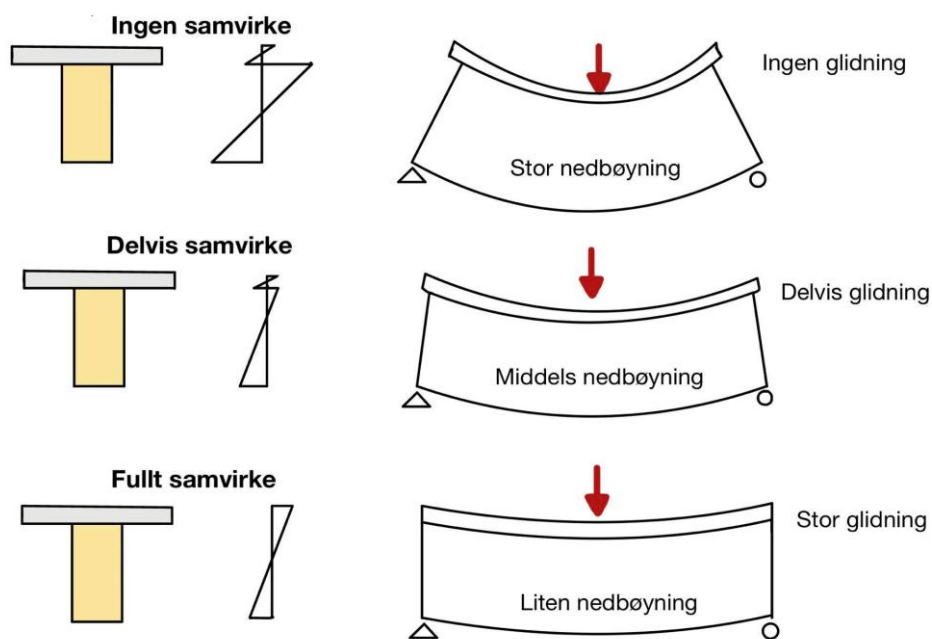 Ingen samvirke
Ingen glidning
Stor nedbøyning
Delvis samvirke
Delvis glidning
Middels nedbøyning
Fullt samvirke
Stor glidning
Liten nedbøyning